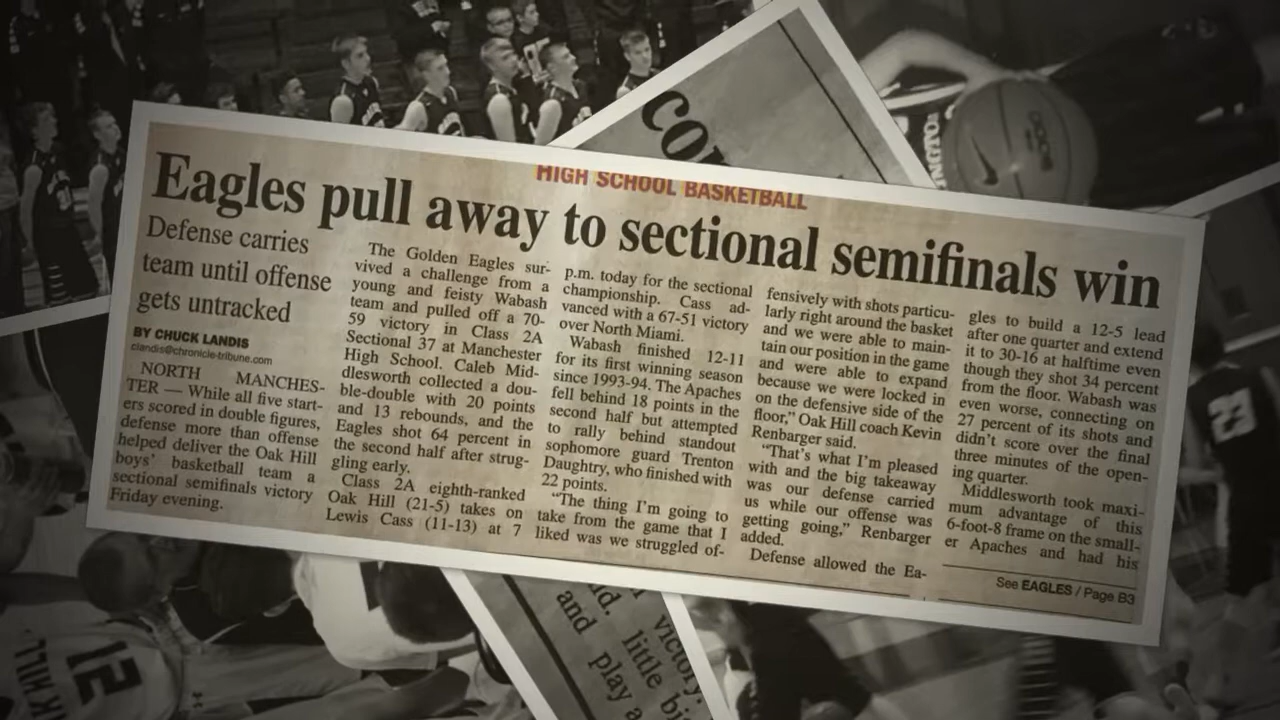 HIGH SCHOOL BASKETBALL
Eagles pull away to sectional semifinals win
Defense carries
team until offense
gets untracked
BY CHUCK LANDIS
clandis@chronicle-tribune.com
NORTH MANCHES-
TER — While all five start-
ers scored in double figures,
defense more than offense
helped deliver the Oak Hill
boys' basketball team a
sectional semifinals victory
Friday evening.
The Golden Eagles sur-
vived a challenge from a
young and feisty Wabash
team and pulled off a 70-
59 victory in Class 2A
Sectional 37 at Manchester
High School. Caleb Mid-
dlesworth collected a dou-
ble-double with 20 points
and 13 rebounds, and the
Eagles shot 64 percent in
the second half after strug-
gling early.
Class 2A eighth-ranked
Oak Hill (21-5) takes on
Lewis Cass (11-13) at 7
p.m. today for the sectional
championship. Cass ad-
vanced with a 67-51 victory
over North Miami.
Wabash finished 12-11
for its first winning season
since 1993-94. The Apaches
fell behind 18 points in the
second half but attempted
to rally behind standout
sophomore guard Trenton
Daughtry, who finished with
22 points.
"The thing I'm going to
take from the game that I
liked was we struggled of-
fensively with shots particu-
larly right around the basket
and we were able to main-
tain our position in the game
and were able to expand
because we were locked in
on the defensive side of the
floor," Oak Hill coach Kevin
Renbarger said.
"That's what I'm pleased
with and the big takeaway
was our defense carried
us while our offense was
getting going," Renbarger
added.
Defense allowed the Ea-
gles to build a 12-5 lead
after one quarter and extend
it to 30-16 at halftime even
though they shot 34 percent
from the floor. Wabash was
even worse, connecting on
27 percent of its shots and
didn't score over the final
three minutes of the open-
ing quarter.
Middlesworth took maxi-
mum advantage of this
6-foot-8 frame on the small-
er Apaches and had his
See EAGLES / Page B3
23
12
victory.
little
and play a